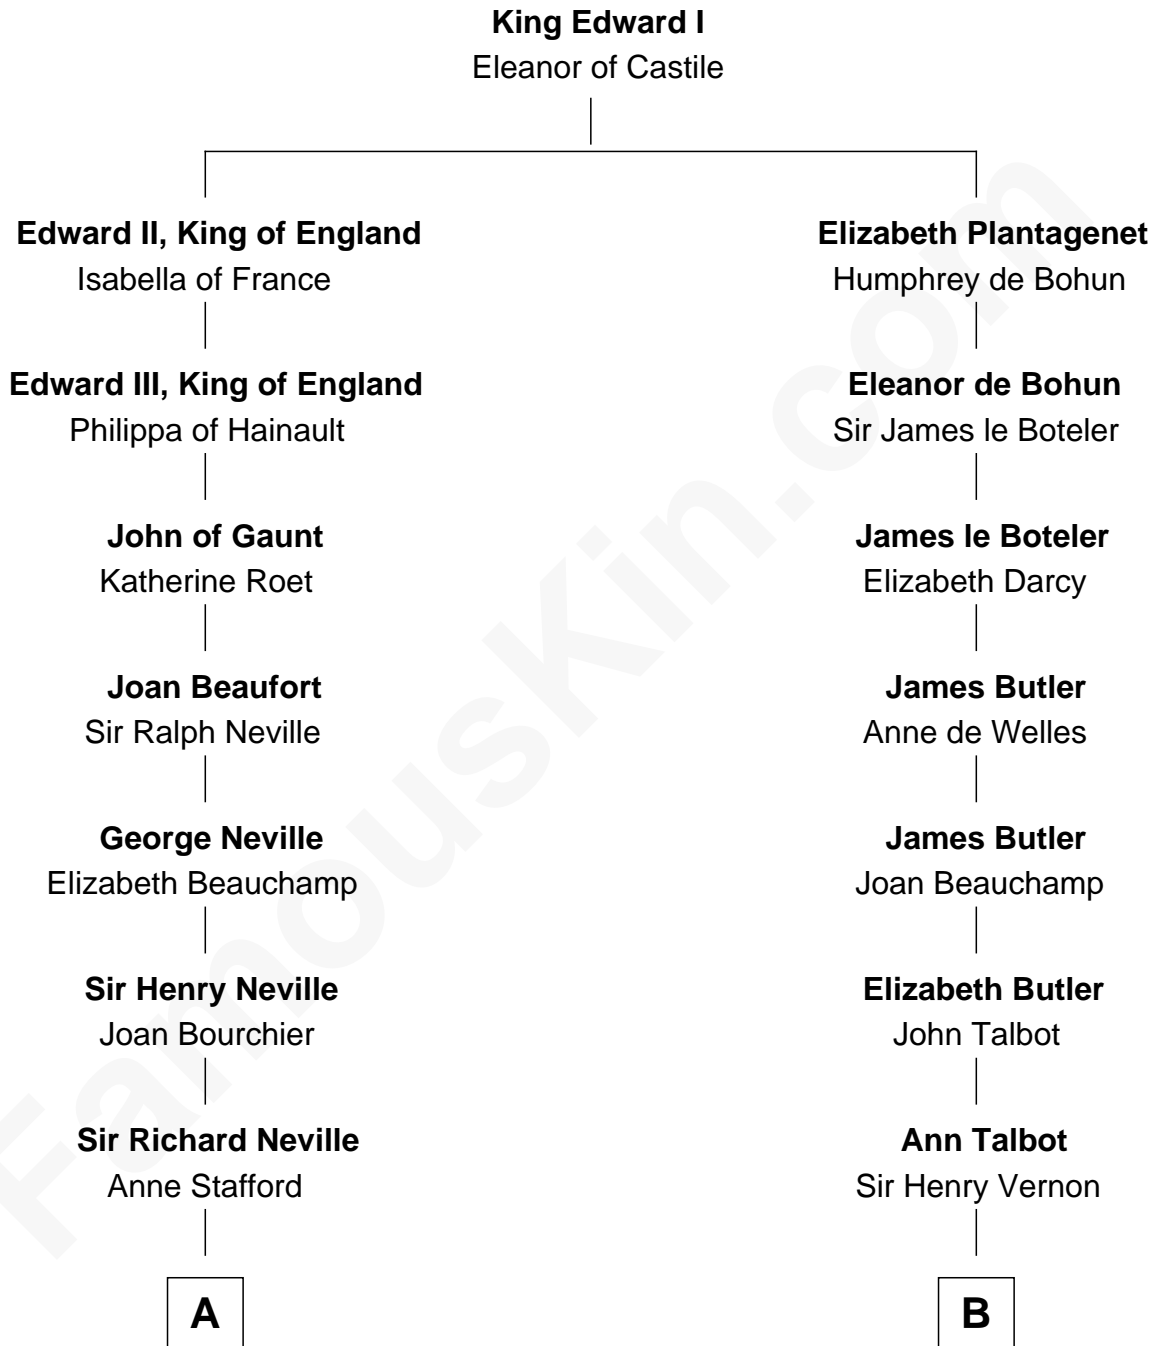 King Edward I
Eleanor of Castile
Edward II, King of England
Isabella of France
Edward III, King of England
Philippa of Hainault
John of Gaunt
Katherine Roet
Joan Beaufort
Sir Ralph Neville
George Neville
Elizabeth Beauchamp
Sir Henry Neville
Joan Bourchier
Sir Richard Neville
Anne Stafford
A
Elizabeth Plantagenet
Humphrey de Bohun
Eleanor de Bohun
Sir James le Boteler
James le Boteler
Elizabeth Darcy
James Butler
Anne de Welles
James Butler
Joan Beauchamp
Elizabeth Butler
John Talbot
Ann Talbot
Sir Henry Vernon
B
FamousKin.com